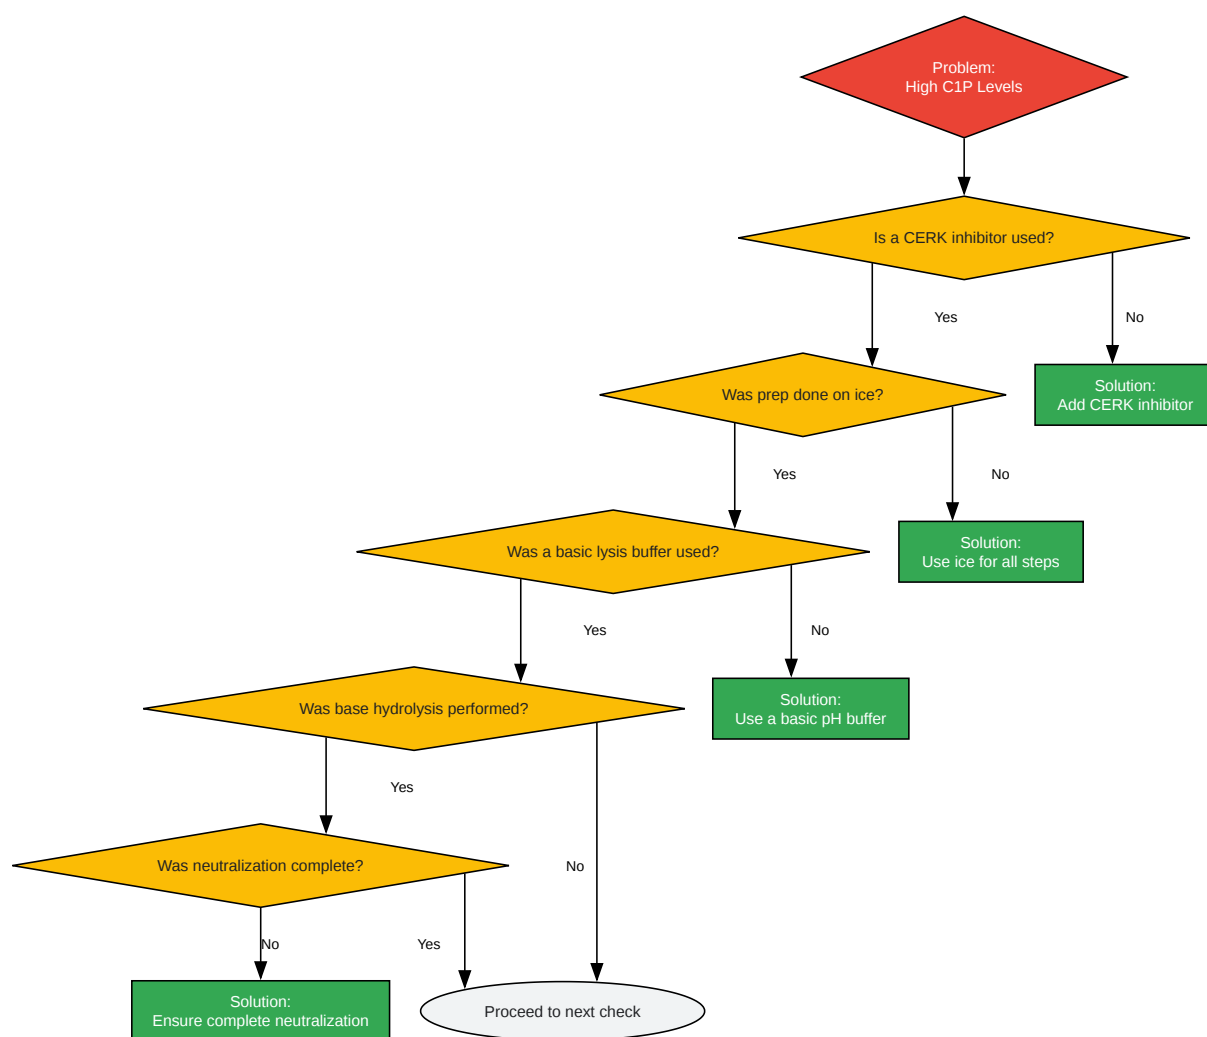 Problem:
High C1P Levels
Is a CERK inhibitor used?
Yes
No
Was prep done on ice?
Solution:
Add CERK inhibitor
Yes
No
Was a basic lysis buffer used?
Solution:
Use ice for all steps
Yes
No
Was base hydrolysis performed?
Solution:
Use a basic pH buffer
Yes
No
Was neutralization complete?
No
Yes
Solution:
Ensure complete neutralization
Proceed to next check